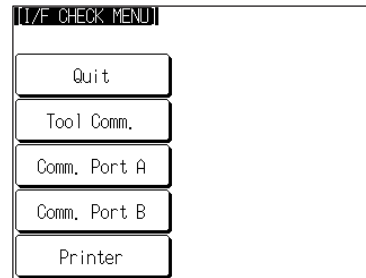 [I/F CHECK MENU]
Quit
Tool Comm.
Comm. Port A
Comm. Port B
Printer